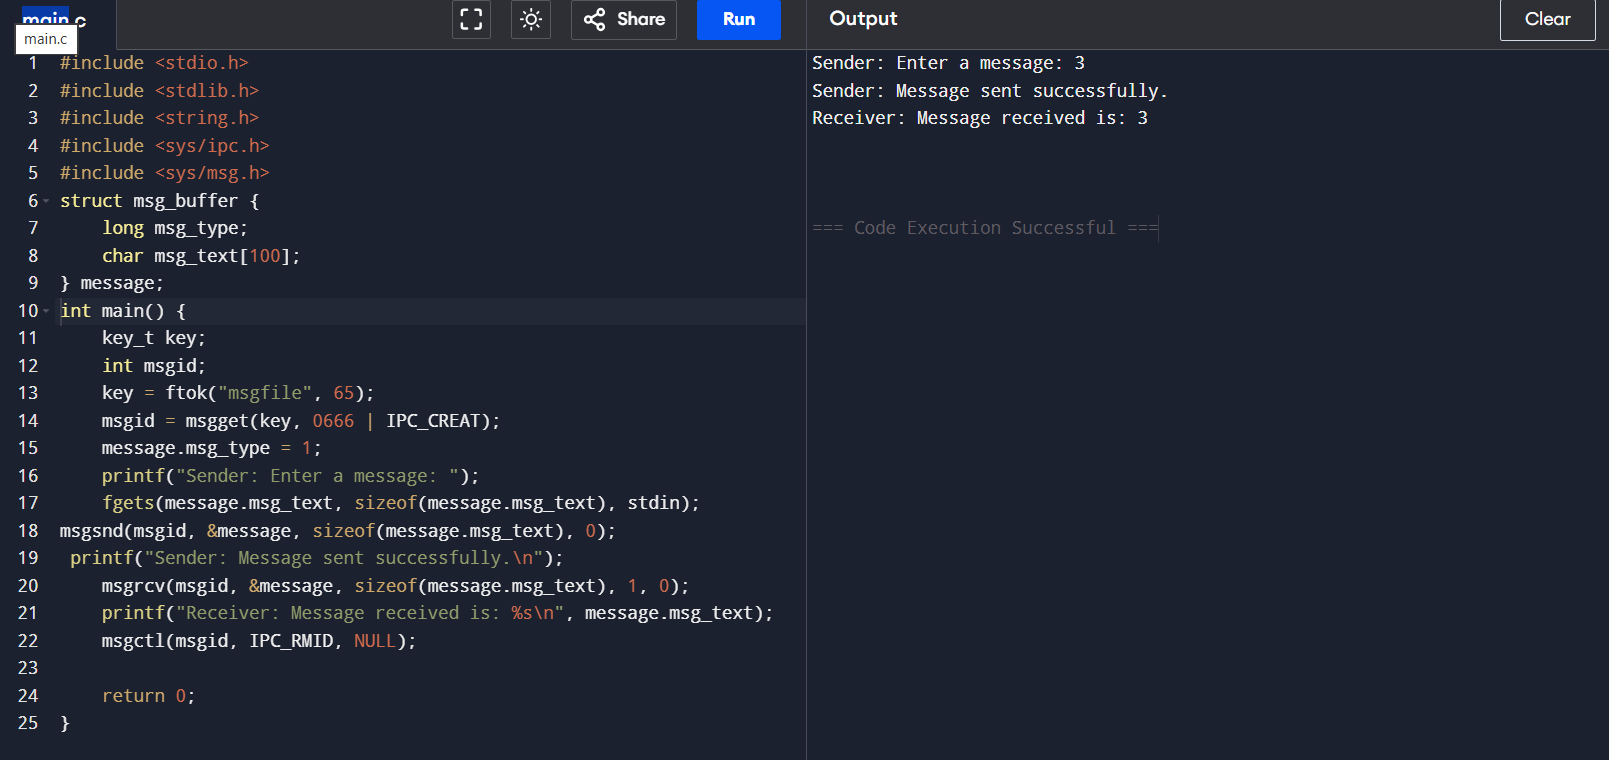 main.c
main.c
Share
Run
Output
Clear
1 #include <stdio.h>
2 #include <stdlib.h>
3 #include <string.h>
4 #include <sys/ipc.h>
5 #include <sys/msg.h>
6 struct msg_buffer {
7     long msg_type;
8     char msg_text[100];
9 } message;
10 int main() {
11     key_t key;
12     int msgid;
13     key = ftok("msgfile", 65);
14     msgid = msgget(key, 0666 | IPC_CREAT);
15     message.msg_type = 1;
16     printf("Sender: Enter a message: ");
17     fgets(message.msg_text, sizeof(message.msg_text), stdin);
18 msgsnd(msgid, &message, sizeof(message.msg_text), 0);
19  printf("Sender: Message sent successfully.\n");
20     msgrcv(msgid, &message, sizeof(message.msg_text), 1, 0);
21     printf("Receiver: Message received is: %s\n", message.msg_text);
22     msgctl(msgid, IPC_RMID, NULL);
23
24     return 0;
25 }
Sender: Enter a message: 3
Sender: Message sent successfully.
Receiver: Message received is: 3
=== Code Execution Successful ===